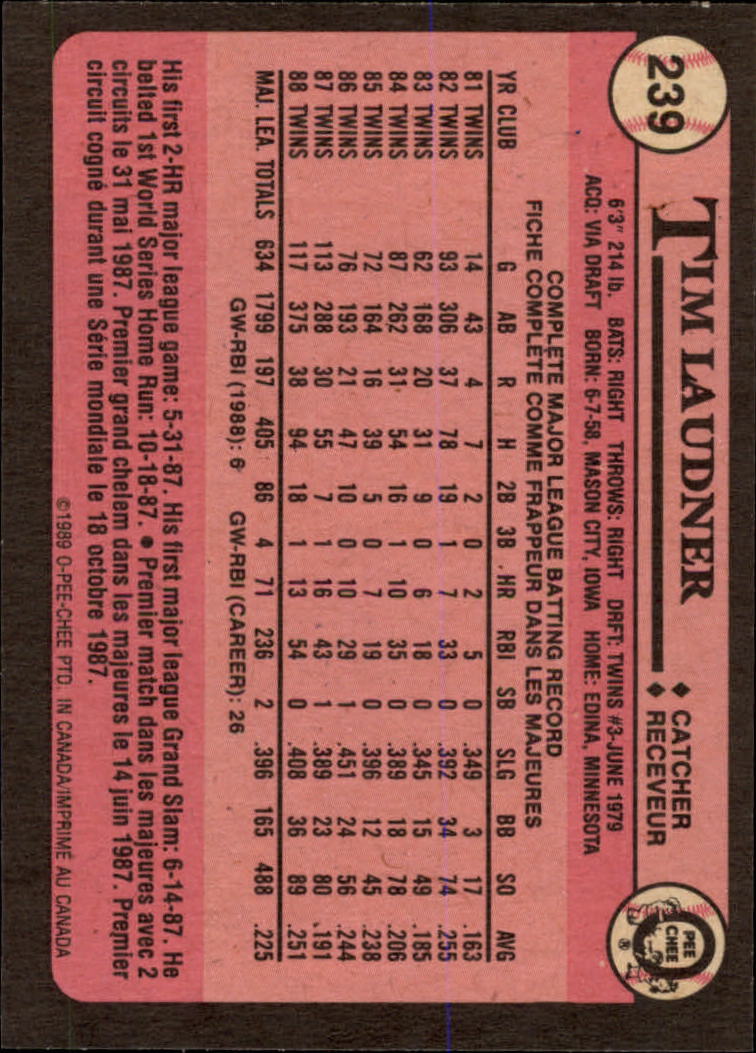 239
TIM LAUDNER
♦ CATCHER
♦ RECEVEUR
O PEE CHEE ®
6'3" 214 lb. BATS: RIGHT THROWS: RIGHT DRFT: TWINS #3-JUNE 1979
ACQ: VIA DRAFT BORN: 6-7-58, MASON CITY, IOWA HOME: EDINA, MINNESOTA
COMPLETE MAJOR LEAGUE BATTING RECORD
FICHE COMPLÈTE COMME FRAPPEUR DANS LES MAJEURES
YR CLUB G AB R H 2B 3B HR RBI SB SLG BB SO AVG
81 TWINS 14 43 4 7 2 0 2 5 0 .349 3 17 .163
82 TWINS 93 306 37 78 19 1 7 33 0 .392 34 74 .255
83 TWINS 62 168 20 31 9 0 6 18 0 .345 15 49 .185
84 TWINS 87 262 31 54 16 1 10 35 0 .389 18 78 .206
85 TWINS 72 164 16 39 5 0 7 19 0 .396 12 45 .238
86 TWINS 76 193 21 47 10 0 10 29 1 .451 24 56 .244
87 TWINS 113 288 30 55 7 1 16 43 1 .389 23 80 .191
88 TWINS 117 375 38 94 18 1 13 54 0 .408 36 89 .251
MAJ. LEA. TOTALS 634 1799 197 405 86 4 71 236 2 .396 165 488 .225
GW-RBI (1988): 6 GW-RBI (CAREER): 26
His first 2-HR major league game: 5-31-87. His first major league Grand Slam: 6-14-87. He
belted 1st World Series Home Run: 10-18-87. ● Premier match dans les majeures avec 2
circuits le 31 mai 1987. Premier grand chelem dans les majeures le 14 juin 1987. Premier
circuit cogné durant une Série mondiale le 18 octobre 1987.
©1989 O-PEE-CHEE PTD. IN CANADA/IMPRIMÉ AU CANADA